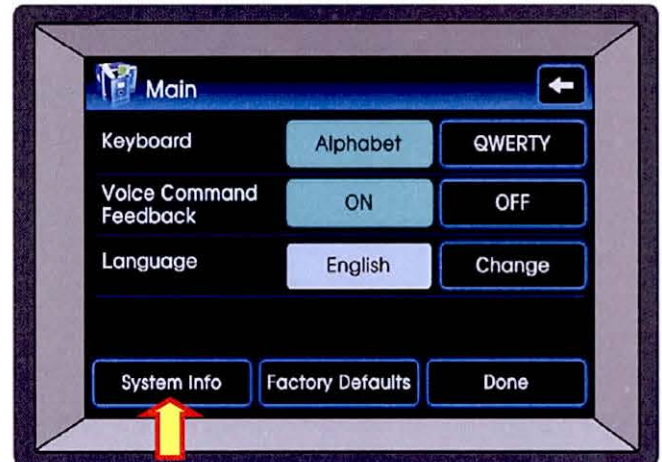 Main
Keyboard Alphabet QWERTY
Voice Command
Feedback ON OFF
Language English Change
System Info Factory Defaults Done